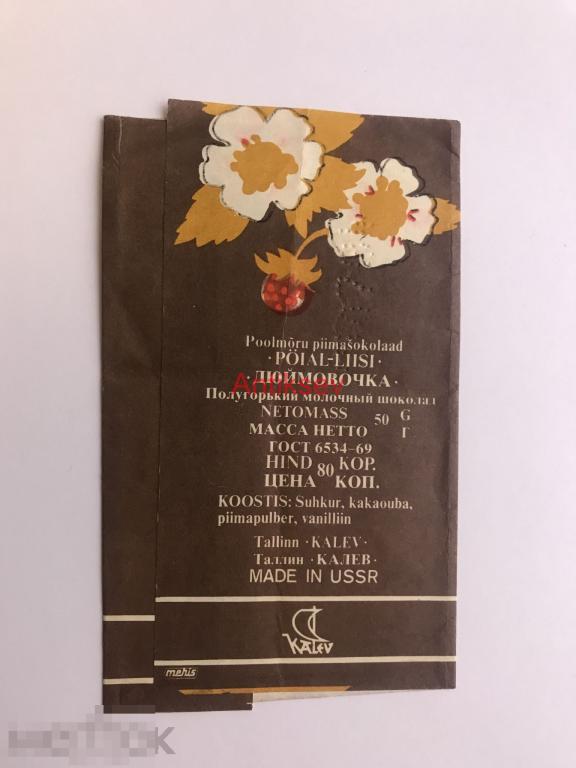 Poolmõru piimašokolaad
· PÖIAL-LIISI ·
· ДЮЙМОВОЧКА ·
Antiksev
Полугорький молочный шоколад
NETOMASS 50 G
МАССА НЕТТО Г
ГОСТ 6534–69
HIND 80 KOP.
ЦЕНА КОП.
KOOSTIS: Suhkur, kakaouba,
piimapulber, vanilliin
Tallinn · KALEV ·
Таллин · КАЛЕВ ·
MADE IN USSR
KALEV
mehis